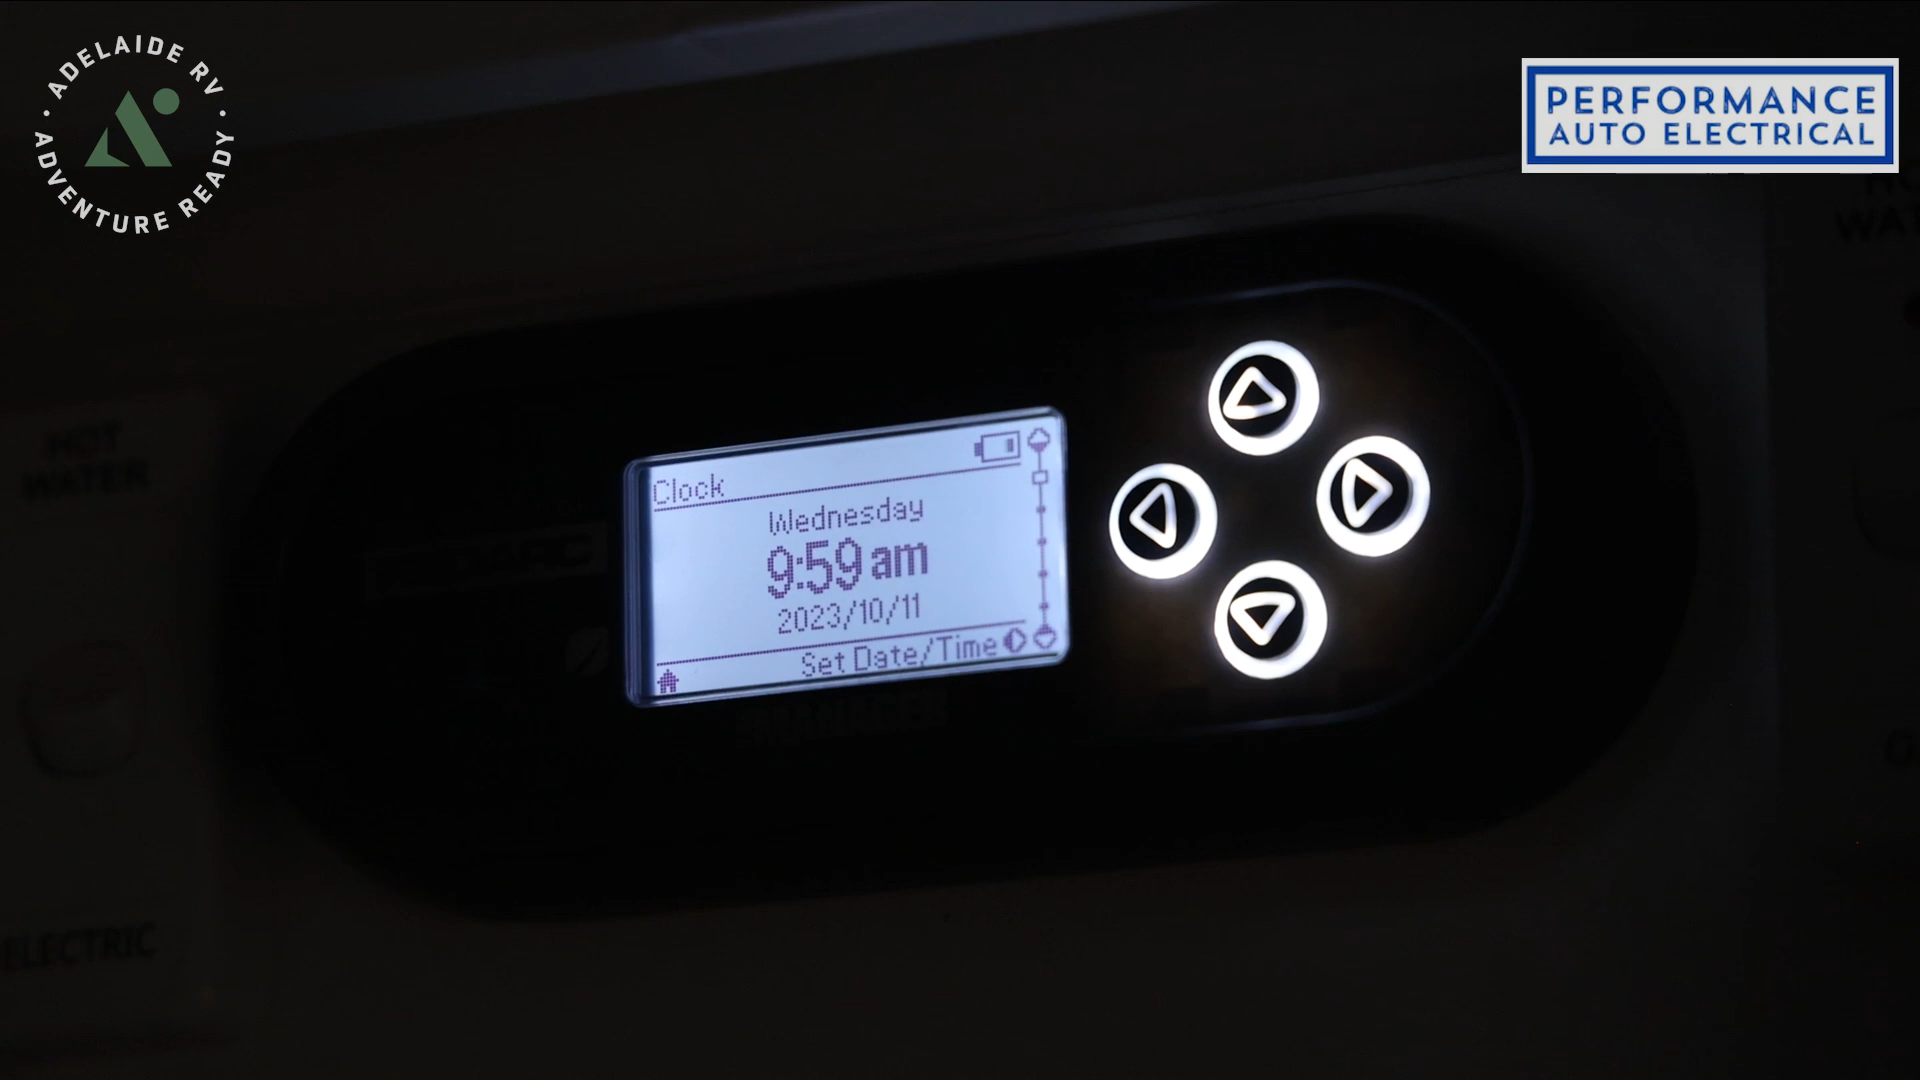 ADELAIDE RV
ADVENTURE READY
PERFORMANCE
AUTO ELECTRICAL
HOT
WATER
Clock
Wednesday
9:59 am
2023/10/11
Set Date/Time
MANAGER
ELECTRIC